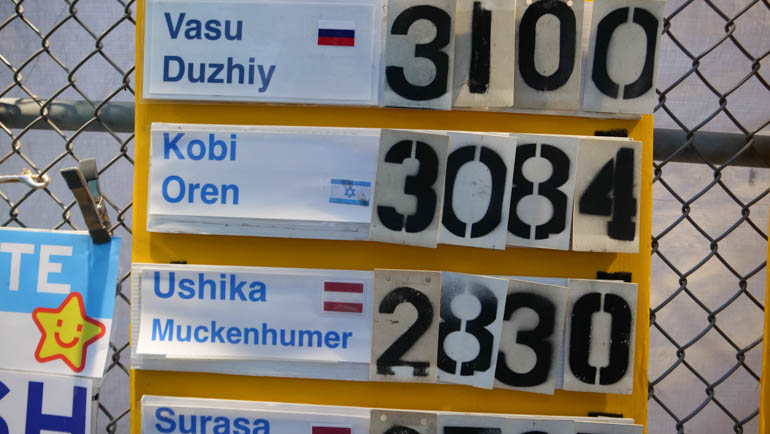 Vasu
Duzhiy
3100
Kobi
Oren
3084
Ushika
Muckenhumer
2830
Surasa
TE
SH